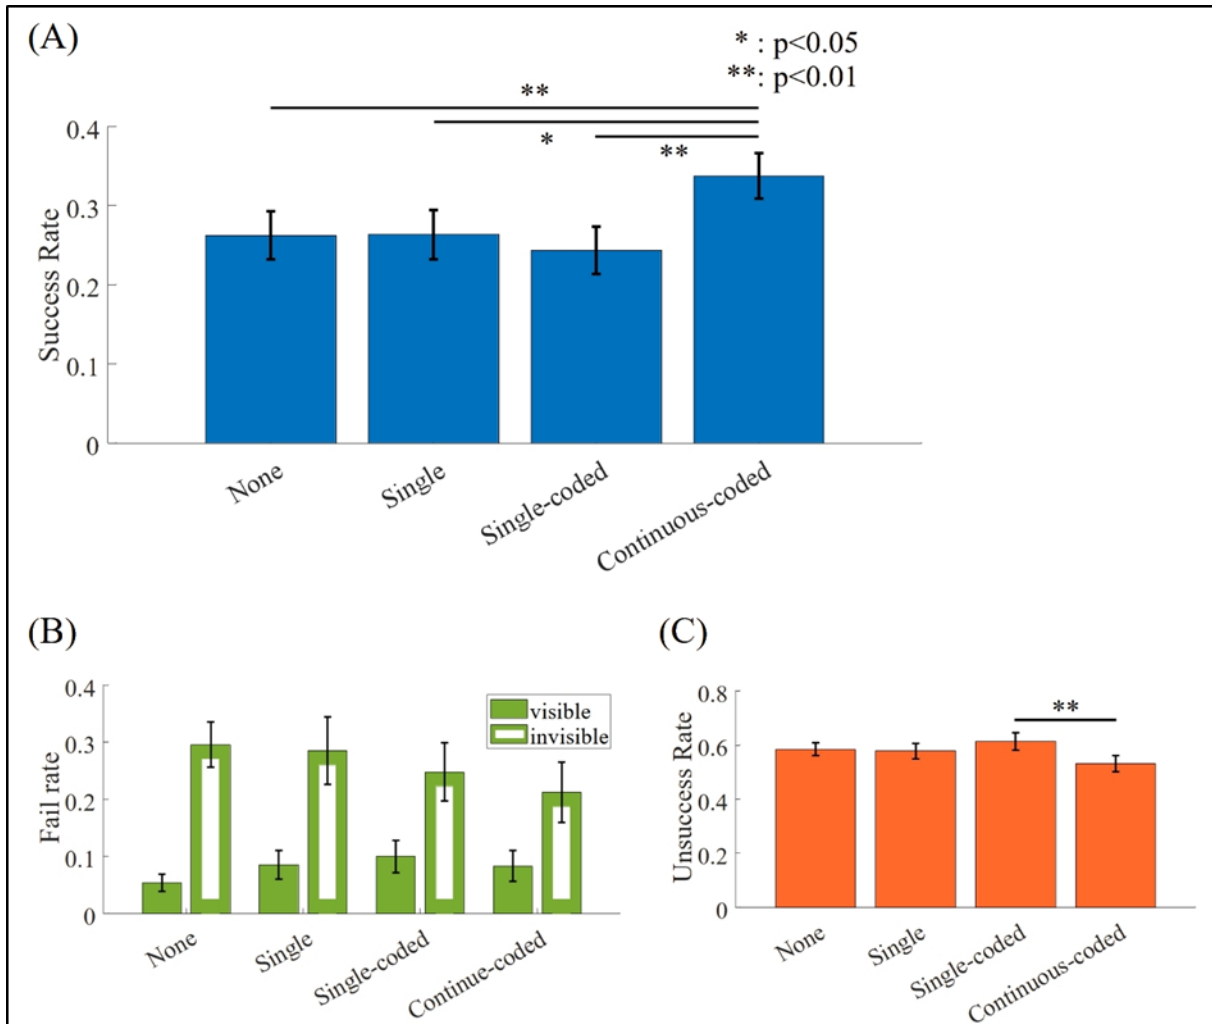 (A)
* : p<0.05
**: p<0.01
**
*
**
0.4
0.3
0.2
0.1
0
Success Rate
None
Single
Single-coded
Continuous-coded
(B)
0.4
0.3
0.2
0.1
0
Fail rate
visible
invisible
None
Single
Single-coded
Continue-coded
(C)
0.8
0.6
0.4
0.2
0
Unsuccess Rate
**
None
Single
Single-coded
Continuous-coded